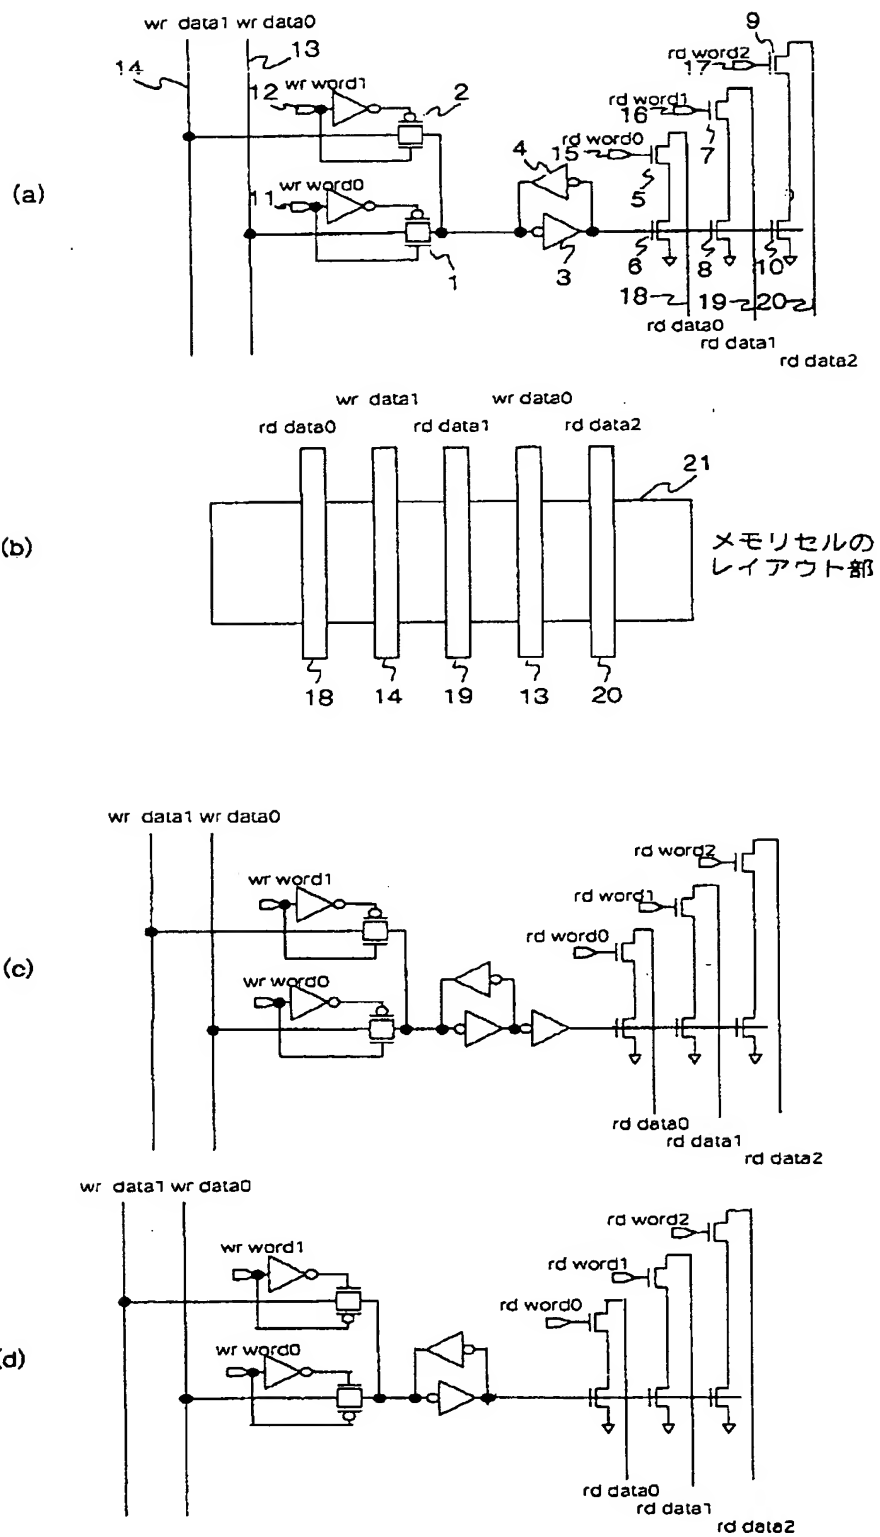 wr data1 wr data0
13
14
9
rd word2
17
wr word1
12
2
rd word1
16
7
rd word0
15
4
5
(a)
wr word0
11
1
3
6
8
10
18
19
20
rd data0
rd data1
rd data2
wr data1
wr data0
rd data0
rd data1
rd data2
21
(b)
メモリセルの
レイアウト部
18
14
19
13
20
wr data1 wr data0
rd word2
wr word1
rd word1
rd word0
(c)
wr word0
rd data0
rd data1
rd data2
wr data1 wr data0
rd word2
wr word1
rd word1
rd word0
(d)
wr word0
rd data0
rd data1
rd data2